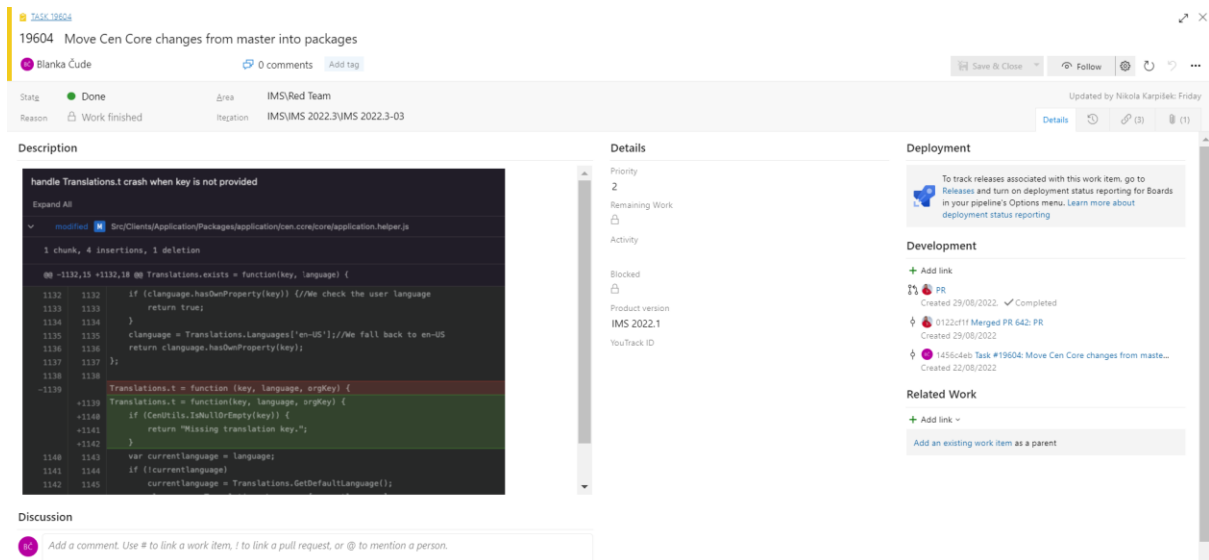 TASK 19604
19604 Move Cen Core changes from master into packages
BČ Blanka Čude
0 comments Add tag
Save & Close Follow
State Done
Area IMS\Red Team
Updated by Nikola Karpišek: Friday
Reason Work finished
Iteration IMS\IMS 2022.3\IMS 2022.3-03
Details (3) (1)
Description
handle Translations.t crash when key is not provided
Expand All
modified M Src/Clients/Application/Packages/application/cen.ccre/core/application.helper.js
1 chunk, 4 insertions, 1 deletion
@@ -1132,15 +1132,18 @@ Translations.exists = function(key, language) {
1132 1132 if (clanguage.hasOwnProperty(key)) {//We check the user language
1133 1133 return true;
1134 1134 }
1135 1135 clanguage = Translations.Languages['en-US'];//We fall back to en-US
1136 1136 return clanguage.hasOwnProperty(key);
1137 1137 };
1138 1138
-1139 Translations.t = function (key, language, orgKey) {
+1139 Translations.t = function(key, language, orgKey) {
+1140 if (CenUtils.IsNullOrEmpty(key)) {
+1141 return "Missing translation key.";
+1142 }
1140 1143 var currentlanguage = language;
1141 1144 if (!currentlanguage)
1142 1145 currentlanguage = Translations.GetDefaultLanguage();
Discussion
BČ Add a comment. Use # to link a work item, ! to link a pull request, or @ to mention a person.
Details
Priority
2
Remaining Work
Activity
Blocked
Product version
IMS 2022.1
YouTrack ID
Deployment
To track releases associated with this work item, go to
Releases and turn on deployment status reporting for Boards
in your pipeline's Options menu. Learn more about
deployment status reporting
Development
+ Add link
PR
Created 29/08/2022, Completed
0122cf1f Merged PR 642: PR
Created 29/08/2022
1456c4eb Task #19604: Move Cen Core changes from maste...
Created 22/08/2022
Related Work
+ Add link
Add an existing work item as a parent